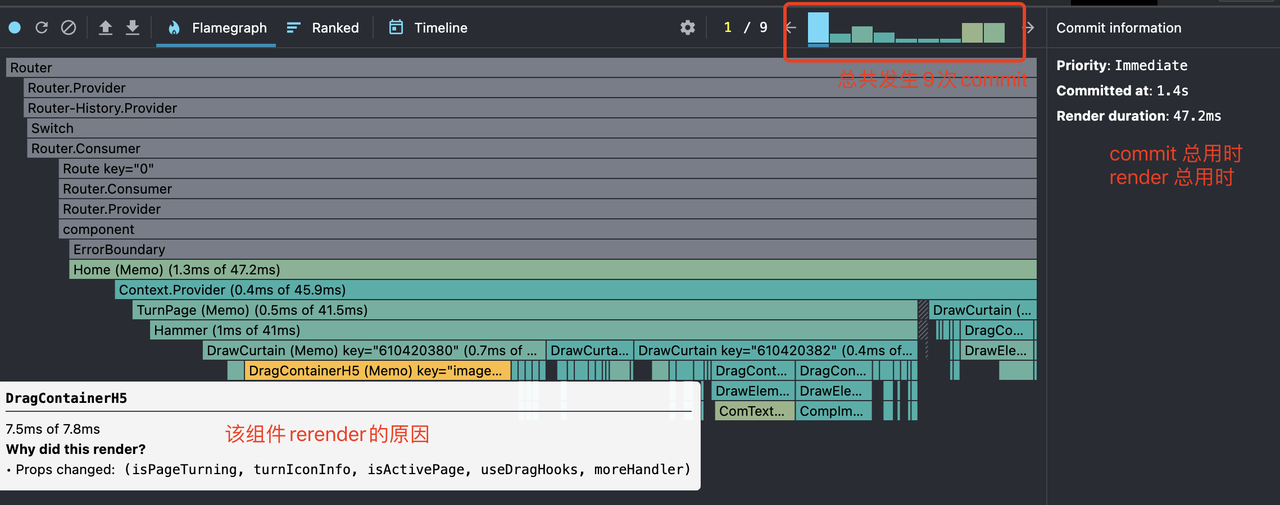 Flamegraph Ranked Timeline 1 / 9 Commit information
总共发生9次commit
Priority: Immediate
Committed at: 1.4s
Render duration: 47.2ms
commit 总用时
render 总用时
Router
Router.Provider
Router-History.Provider
Switch
Router.Consumer
Route key="0"
Router.Consumer
Router.Provider
component
ErrorBoundary
Home (Memo) (1.3ms of 47.2ms)
Context.Provider (0.4ms of 45.9ms)
TurnPage (Memo) (0.5ms of 41.5ms) DrawCurtain (...
Hammer (1ms of 41ms) DragCo...
DrawCurtain (Memo) key="610420380" (0.7ms of ... DrawCurta... DrawCurtain key="610420382" (0.4ms of ... DrawEle...
DragContainerH5 (Memo) key="image... DragCont... DragCon...
DrawElem... DrawEle...
ComText... CompIm...
DragContainerH5
7.5ms of 7.8ms
该组件rerender的原因
Why did this render?
• Props changed: (isPageTurning, turnIconInfo, isActivePage, useDragHooks, moreHandler)